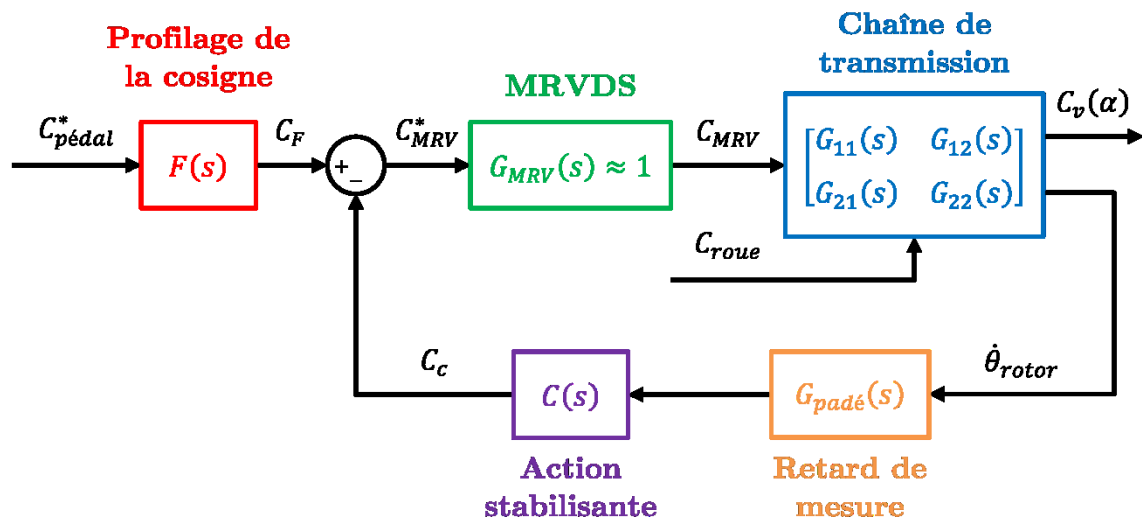 Profilage de
la cosigne
MRVDS
Chaîne de
transmission
C*pédal
F(s)
C_F
+
−
C*MRV
G_MRV(s) ≈ 1
C_MRV
[G₁₁(s) G₁₂(s)]
[G₂₁(s) G₂₂(s)]
C_v(α)
C_roue
C_c
C(s)
G_padé(s)
θ̇_rotor
Action
stabilisante
Retard de
mesure